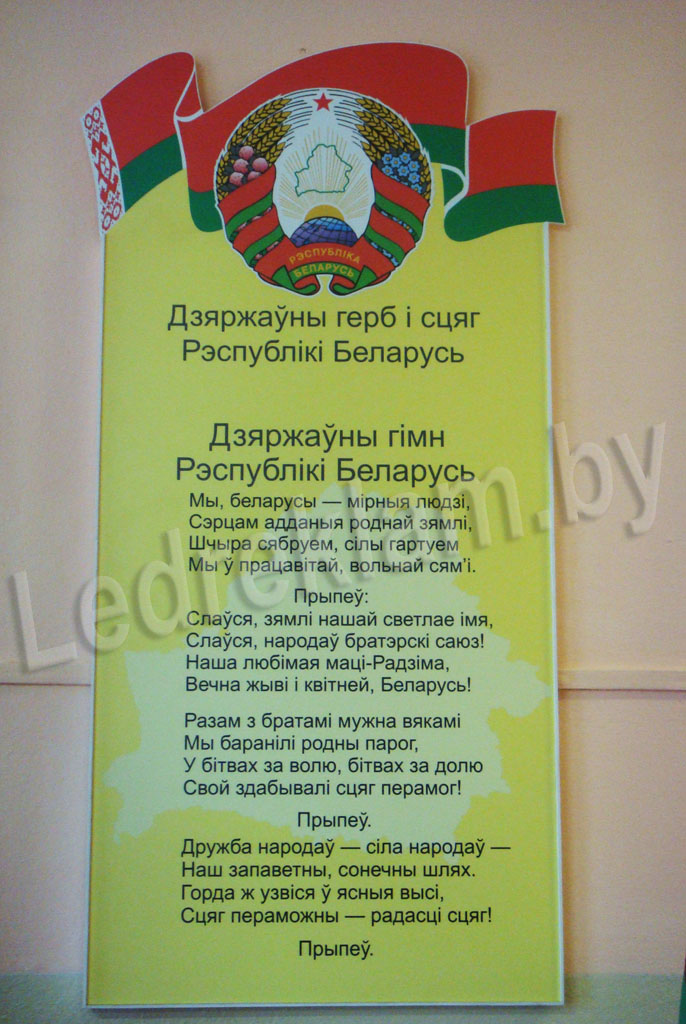 РЭСПУБЛІКА
БЕЛАРУСЬ
Дзяржаўны герб і сцяг
Рэспублікі Беларусь
Дзяржаўны гімн
Рэспублікі Беларусь
Мы, беларусы — мірныя людзі,
Сэрцам адданыя роднай зямлі,
Шчыра сябруем, сілы гартуем
Мы ў працавітай, вольнай сям’і.
Прыпеў:
Слаўся, зямлі нашай светлае імя,
Слаўся, народаў братэрскі саюз!
Наша любімая маці-Радзіма,
Вечна жыві і квітней, Беларусь!
Разам з братамі мужна вякамі
Мы баранілі родны парог,
У бітвах за волю, бітвах за долю
Свой здабывалі сцяг перамог!
Прыпеў.
Дружба народаў — сіла народаў —
Наш запаветны, сонечны шлях.
Горда ж узвіся ў ясныя высі,
Сцяг пераможны — радасці сцяг!
Прыпеў.
Ledreklam.by